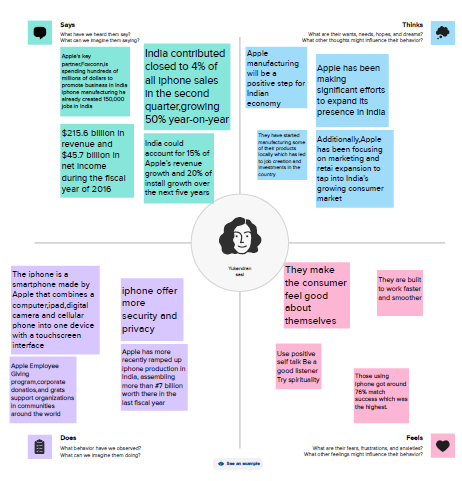 Says
What have we heard them say?
What can we imagine them saying?
Apple's key
partner,Foxconn,is
spending hundreds of
millions of dollars to
promote business in India
iphone manufacturing ha
already created 150,000
jobs in India
India contributed
closed to 4% of
all iphone sales
in the second
quarter,growing
50% year-on-year
$215.6 billion in
revenue and
$45.7 billion in
net income
during the fiscal
year of 2016
India could
account for 15% of
Apple's revenue
growth and 20% of
install growth over
the next five years
Thinks
What are their wants, needs, hopes, and dreams?
What other thoughts might influence their behavior?
Apple
manufacturing
will be a
positive step for
Indian
economy
Apple has been
making
significant efforts
to expand its
presence in India
They have started
manufacturing some
of their products
locally which has led
to job creation and
investments in the
country
Additionally,Apple
has been focusing
on marketing and
retai expansion to
tap into India's
growing consumer
market
Yukendran
sasi
The iphone is a
smartphone made by
Apple that combines a
computer,ipad,digital
camera and cellular
phone into one device
with a touchscreen
interface
iphone offer
more
security and
privacy
Apple Employee
Giving
program,corporate
donatios,and grats
support organizations
in communities
around the world
Apple has more
recently ramped up
iphone production in
India, assembling
more than #7 billion
worth there in the
last fiscal year
They make
the consumer
feel good
about
themselves
They are built
to work faster
and smoother
Use positive
self talk Be a
good listener
Try spirituality
Those using
iphone got around
76% match
success which was
the highest.
Does
What behavior have we observed?
What can we imagine them doing?
See an example
Feels
What are their fears, frustrations, and anxieties?
What other feelings might influence their behavior?